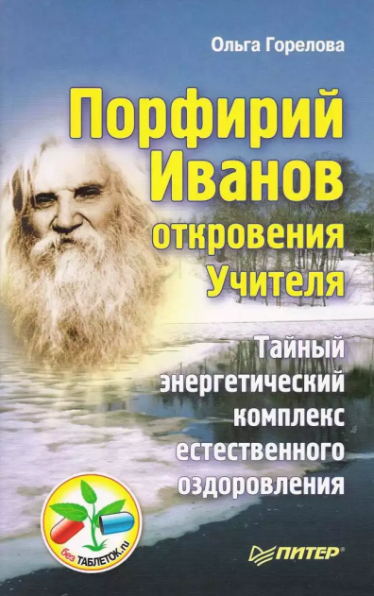 Ольга Горелова
Порфирий
Иванов
откровения
Учителя
Тайный
энергетический
комплекс
естественного
оздоровления
без ТАБЛЕТОК.ru
ПИТЕР